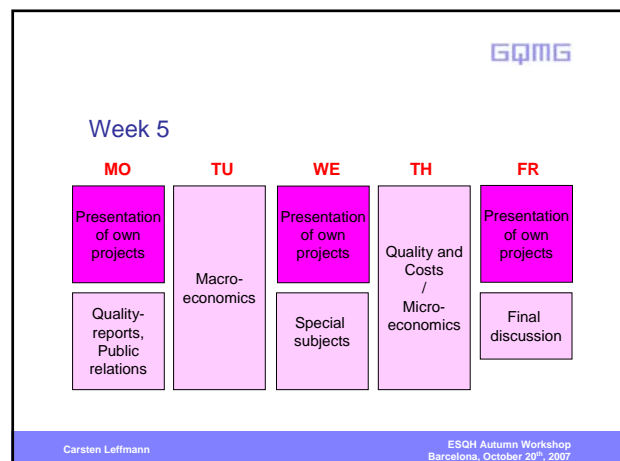 GQMG
Week 5
MO TU WE TH FR
Presentation
of own
projects
Quality-
reports,
Public
relations
Macro-
economics
Presentation
of own
projects
Special
subjects
Quality and
Costs
/
Micro-
economics
Presentation
of own
projects
Final
discussion
Carsten Leffmann
ESQH Autumn Workshop
Barcelona, October 20th, 2007